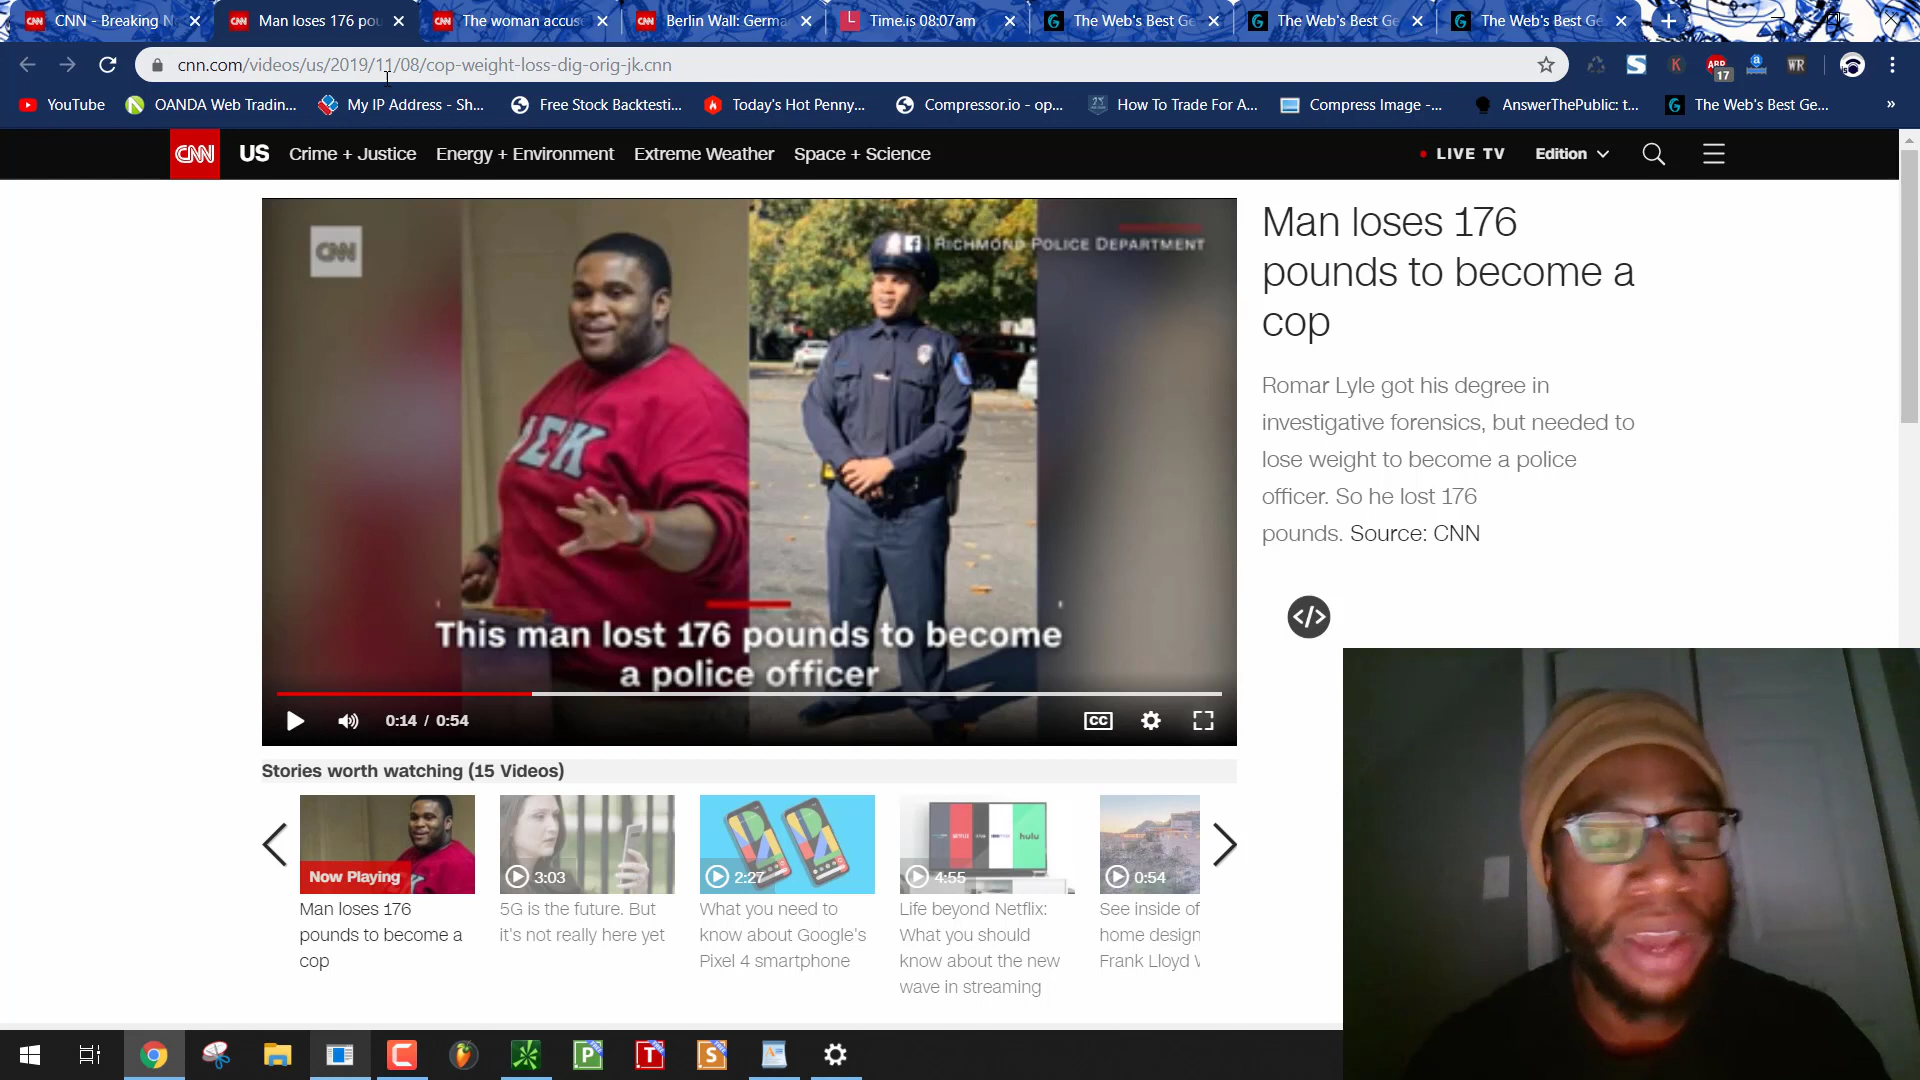 CNN - Breaking N
Man loses 176 pou
The woman accuse
Berlin Wall: Germa
Time.is 08:07am
The Web's Best Ge
The Web's Best Ge
The Web's Best Ge
cnn.com/videos/us/2019/11/08/cop-weight-loss-dig-orig-jk.cnn
ABP
17
WR
YouTube
OANDA Web Tradin...
My IP Address - Sh...
Free Stock Backtesti...
Today's Hot Penny...
Compressor.io - op...
How To Trade For A...
Compress Image -...
AnswerThePublic: t...
The Web's Best Ge...
»
CNN
US
Crime + Justice
Energy + Environment
Extreme Weather
Space + Science
LIVE TV
Edition
CNN
RICHMOND POLICE DEPARTMENT
This man lost 176 pounds to become
a police officer
0:14 / 0:54
CC
Man loses 176
pounds to become a
cop
Romar Lyle got his degree in
investigative forensics, but needed to
lose weight to become a police
officer. So he lost 176
pounds. Source: CNN
</>
Stories worth watching (15 Videos)
Now Playing
Man loses 176
pounds to become a
cop
3:03
5G is the future. But
it's not really here yet
2:27
What you need to
know about Google's
Pixel 4 smartphone
hulu
4:55
Life beyond Netflix:
What you should
know about the new
wave in streaming
0:54
See inside of
home design
Frank Lloyd
P
T
S